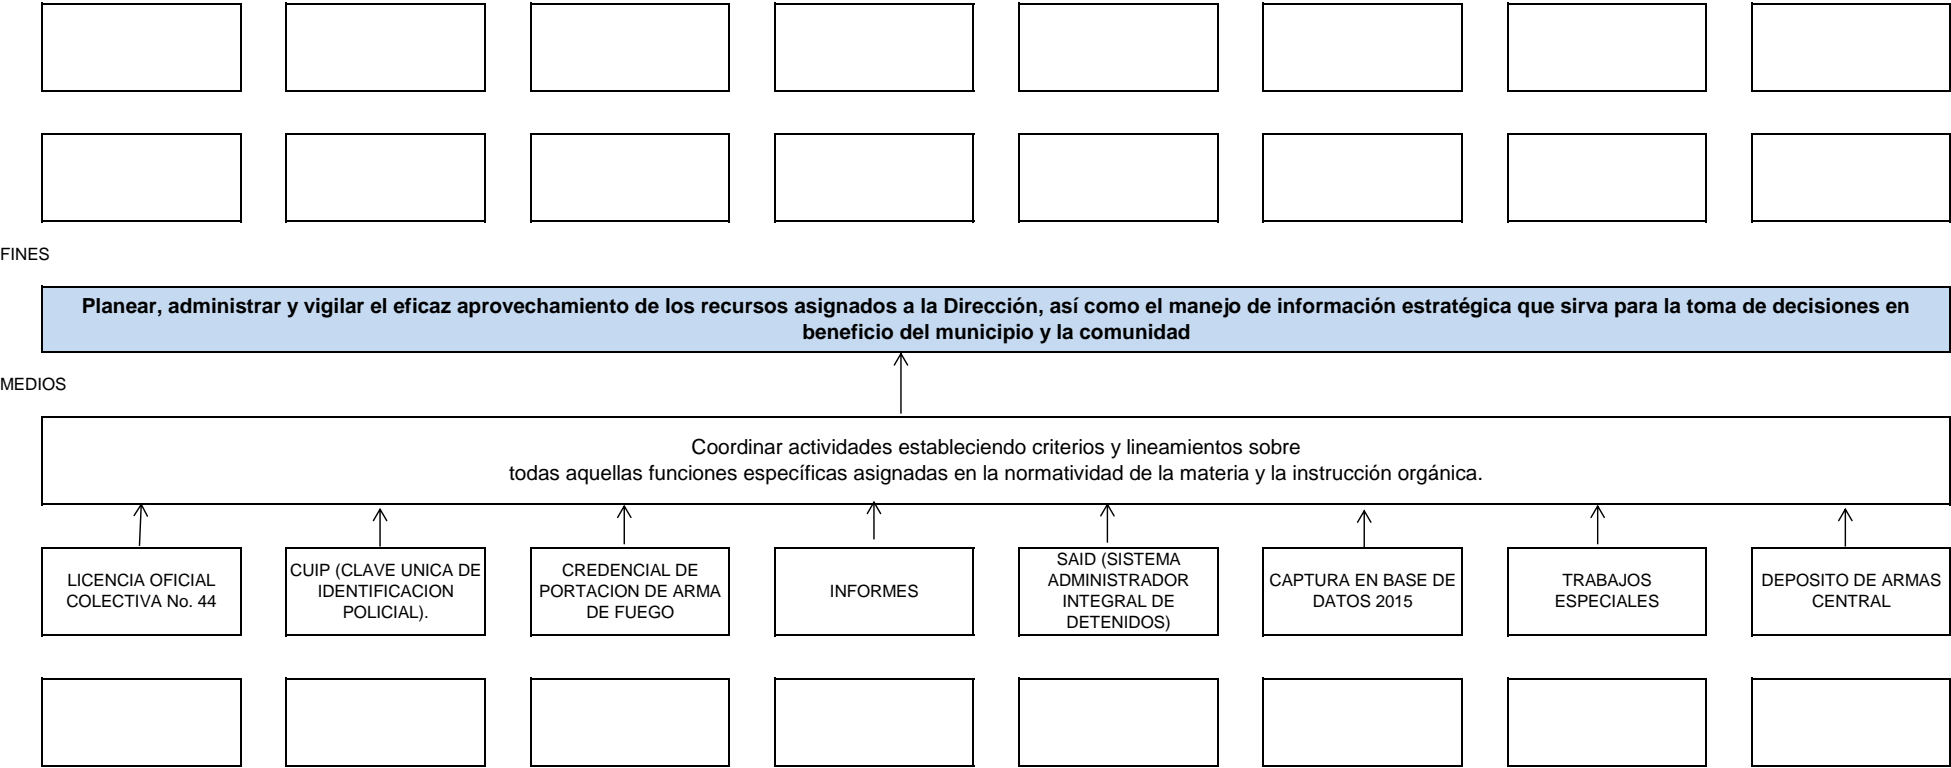 FINES
Planear, administrar y vigilar el eficaz aprovechamiento de los recursos asignados a la Dirección, así como el manejo de información estratégica que sirva para la toma de decisiones en
beneficio del municipio y la comunidad
MEDIOS
Coordinar actividades estableciendo criterios y lineamientos sobre
todas aquellas funciones específicas asignadas en la normatividad de la materia y la instrucción orgánica.
LICENCIA OFICIAL
COLECTIVA No. 44
CUIP (CLAVE UNICA DE
IDENTIFICACION
POLICIAL).
CREDENCIAL DE
PORTACION DE ARMA
DE FUEGO
INFORMES
SAID (SISTEMA
ADMINISTRADOR
INTEGRAL DE
DETENIDOS)
CAPTURA EN BASE DE
DATOS 2015
TRABAJOS
ESPECIALES
DEPOSITO DE ARMAS
CENTRAL